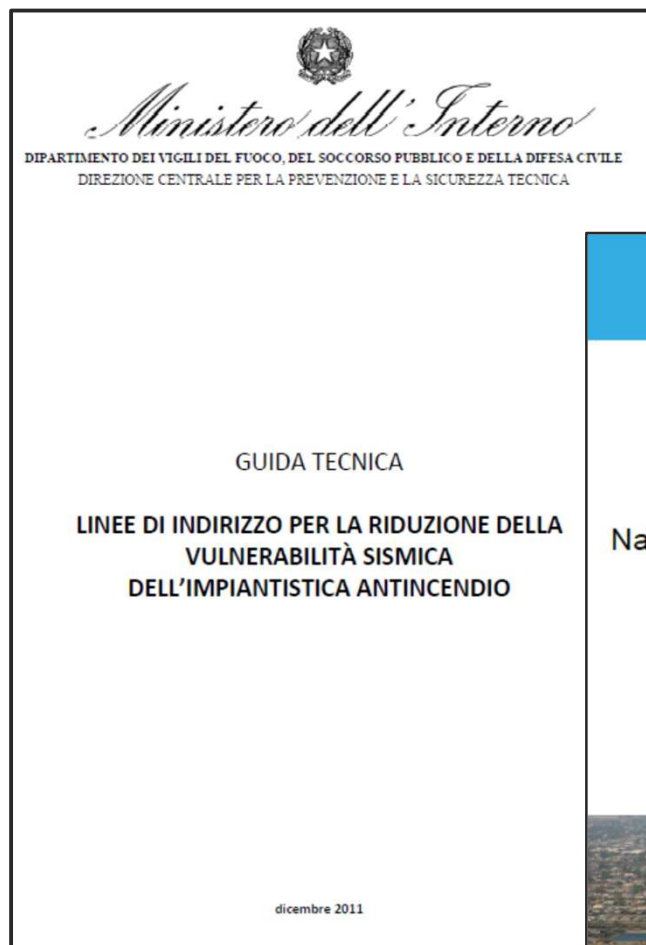 Ministero dell'Interno
DIPARTIMENTO DEI VIGILI DEL FUOCO, DEL SOCCORSO PUBBLICO E DELLA DIFESA CIVILE
DIREZIONE CENTRALE PER LA PREVENZIONE E LA SICUREZZA TECNICA
GUIDA TECNICA
LINEE DI INDIRIZZO PER LA RIDUZIONE DELLA
VULNERABILITÀ SISMICA
DELL'IMPIANTISTICA ANTINCENDIO
Na
dicembre 2011